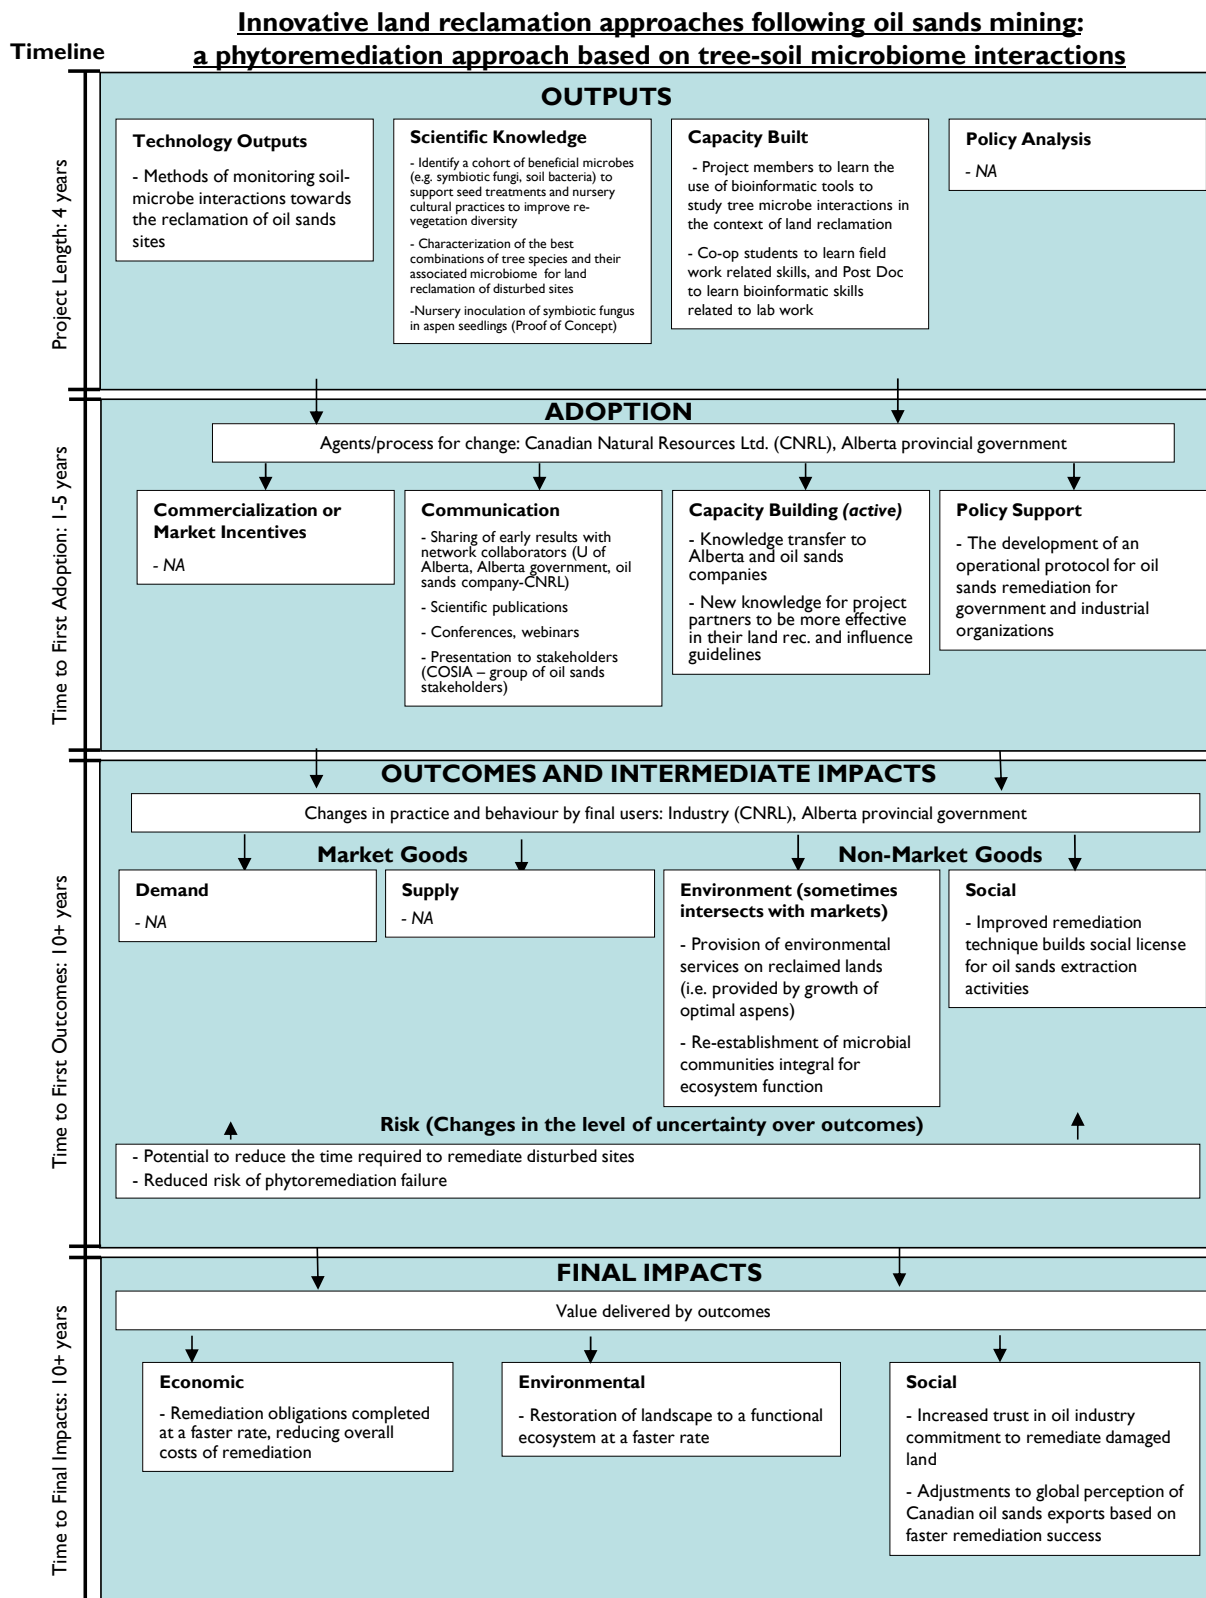 Innovative land reclamation approaches following oil sands mining:
a phytoremediation approach based on tree-soil microbiome interactions
Timeline
Project Length: 4 years
OUTPUTS
Technology Outputs
- Methods of monitoring soil-
microbe interactions towards
the reclamation of oil sands
sites
Scientific Knowledge
- Identify a cohort of beneficial microbes
(e.g. symbiotic fungi, soil bacteria) to
support seed treatments and nursery
cultural practices to improve re-
vegetation diversity
- Characterization of the best
combinations of tree species and their
associated microbiome for land
reclamation of disturbed sites
-Nursery inoculation of symbiotic fungus
in aspen seedlings (Proof of Concept)
Capacity Built
- Project members to learn the
use of bioinformatic tools to
study tree microbe interactions in
the context of land reclamation
- Co-op students to learn field
work related skills, and Post Doc
to learn bioinformatic skills
related to lab work
Policy Analysis
- NA
Time to First Adoption: 1-5 years
ADOPTION
Agents/process for change: Canadian Natural Resources Ltd. (CNRL), Alberta provincial government
Commercialization or
Market Incentives
- NA
Communication
- Sharing of early results with
network collaborators (U of
Alberta, Alberta government, oil
sands company-CNRL)
- Scientific publications
- Conferences, webinars
- Presentation to stakeholders
(COSIA – group of oil sands
stakeholders)
Capacity Building (active)
- Knowledge transfer to
Alberta and oil sands
companies
- New knowledge for project
partners to be more effective
in their land rec. and influence
guidelines
Policy Support
- The development of an
operational protocol for oil
sands remediation for
government and industrial
organizations
Time to First Outcomes: 10+ years
OUTCOMES AND INTERMEDIATE IMPACTS
Changes in practice and behaviour by final users: Industry (CNRL), Alberta provincial government
Market Goods
Non-Market Goods
Demand
- NA
Supply
- NA
Environment (sometimes
intersects with markets)
- Provision of environmental
services on reclaimed lands
(i.e. provided by growth of
optimal aspens)
- Re-establishment of microbial
communities integral for
ecosystem function
Social
- Improved remediation
technique builds social license
for oil sands extraction
activities
Risk (Changes in the level of uncertainty over outcomes)
- Potential to reduce the time required to remediate disturbed sites
- Reduced risk of phytoremediation failure
Time to Final Impacts: 10+ years
FINAL IMPACTS
Value delivered by outcomes
Economic
- Remediation obligations completed
at a faster rate, reducing overall
costs of remediation
Environmental
- Restoration of landscape to a functional
ecosystem at a faster rate
Social
- Increased trust in oil industry
commitment to remediate damaged
land
- Adjustments to global perception of
Canadian oil sands exports based on
faster remediation success